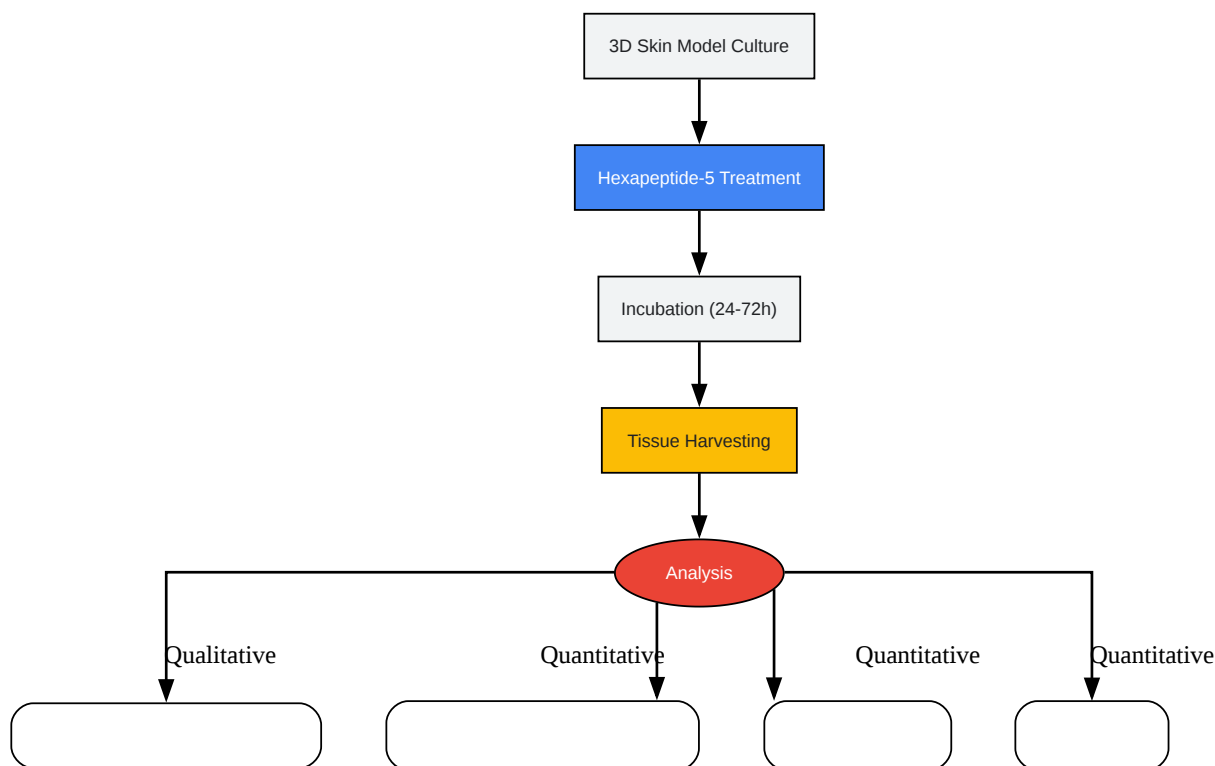 3D Skin Model Culture
Hexapeptide-5 Treatment
Incubation (24-72h)
Tissue Harvesting
Analysis
Qualitative
Quantitative
Quantitative
Quantitative